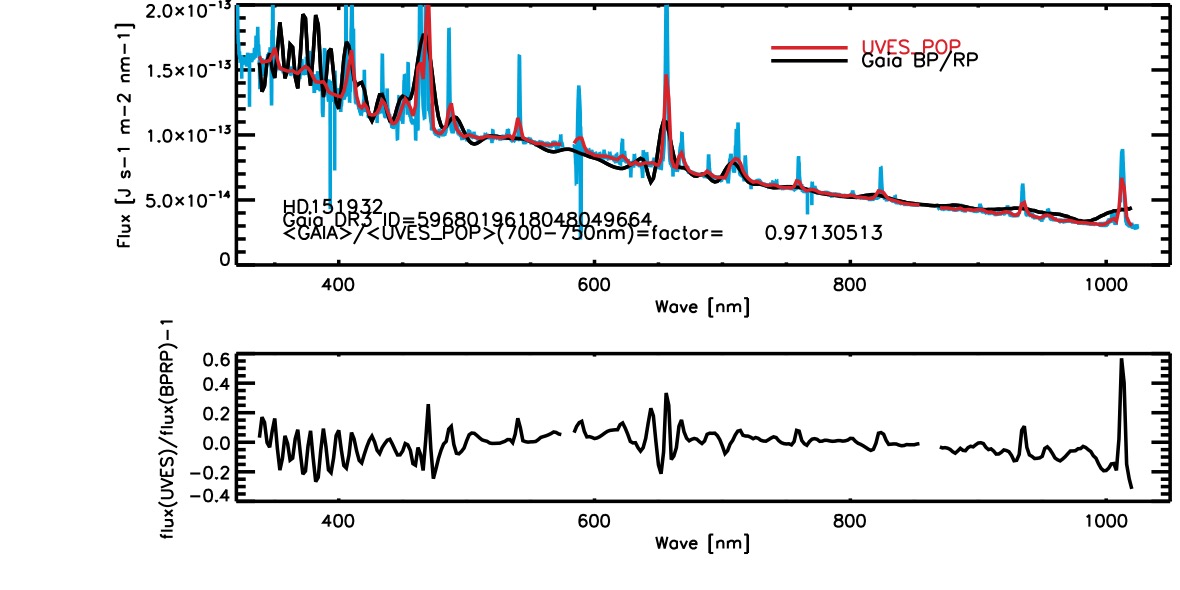 2.0×10−13
1.5×10−13
1.0×10−13
5.0×10−14
0
Flux [J s−1 m−2 nm−1]
UVES_POP
Gaia BP/RP
HD151932
Gaia DR3 ID=5968019618048049664
<GAIA>/<UVES_POP>(700−750nm)=factor= 0.97130513
400 600 800 1000
Wave [nm]
0.6
0.4
0.2
0.0
−0.2
−0.4
flux(UVES)/flux(BPRP)−1
400 600 800 1000
Wave [nm]